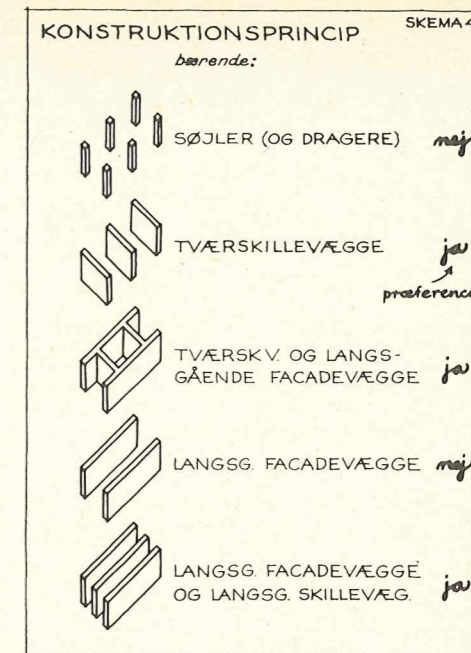 KONSTRUKTIONSPRINCIP
SKEMA 4
bærende:
SØJLER (OG DRAGERE) nej
TVÆRSKILLEVÆGGE ja
præference
TVÆRSKV. OG LANGS-
GÅENDE FACADEVÆGGE ja
LANGSG. FACADEVÆGGE nej
LANGSG. FACADEVÆGGE
OG LANGSG. SKILLEVÆG. ja